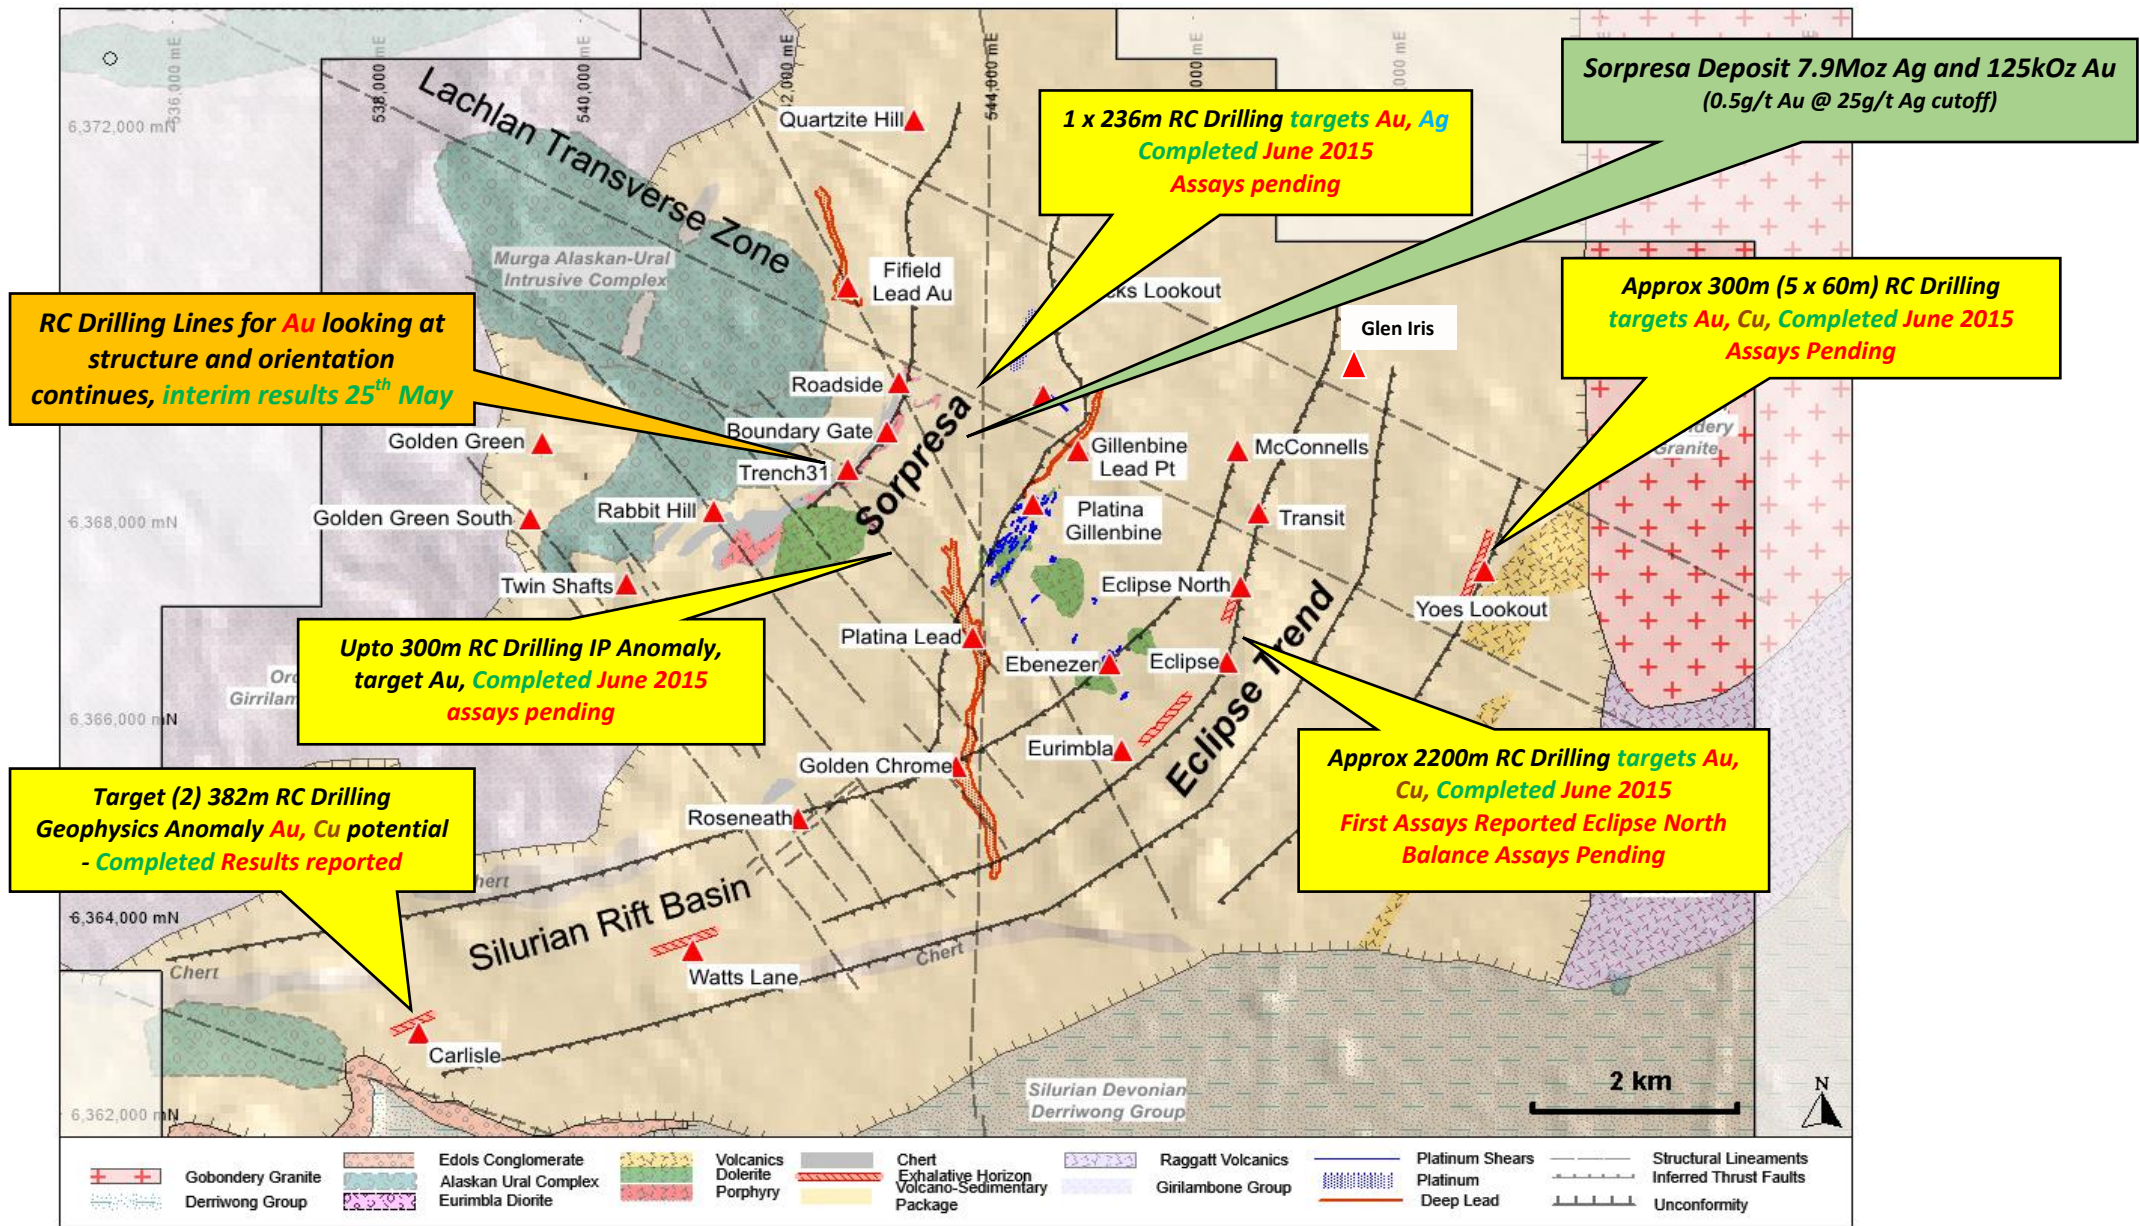 536,000 mE
538,000 mE
540,000 mE
544,000 mE
6,372,000 mN
6,368,000 mN
6,366,000 mN
6,364,000 mN
6,362,000 mN
Lachlan Transverse Zone
Murga Alaskan-Ural
Intrusive Complex
Quartzite Hill
Fifield
Lead Au
1 x 236m RC Drilling targets Au, Ag
Completed June 2015
Assays pending
Sorpresa Deposit 7.9Moz Ag and 125kOz Au
(0.5g/t Au @ 25g/t Ag cutoff)
Lookout
Glen Iris
Approx 300m (5 x 60m) RC Drilling
targets Au, Cu, Completed June 2015
Assays Pending
RC Drilling Lines for Au looking at
structure and orientation
continues, interim results 25th May
Roadside
Boundary Gate
Trench31
Sorpresa
Golden Green
Golden Green South
Rabbit Hill
Twin Shafts
Gillenbine
Lead Pt
McConnells
Granite
Platina
Gillenbine
Transit
Eclipse North
Yoes Lookout
Platina Lead
Ebenezer
Eclipse
Eclipse Trend
Eurimbla
Golden Chrome
Roseneath
Upto 300m RC Drilling IP Anomaly,
target Au, Completed June 2015
assays pending
Approx 2200m RC Drilling targets Au,
Cu, Completed June 2015
First Assays Reported Eclipse North
Balance Assays Pending
Target (2) 382m RC Drilling
Geophysics Anomaly Au, Cu potential
- Completed Results reported
Silurian Rift Basin
Chert
Chert
Watts Lane
Carlisle
Silurian Devonian
Derriwong Group
2 km
N
Gobondery Granite
Derriwong Group
Edols Conglomerate
Alaskan Ural Complex
Eurimbla Diorite
Volcanics
Dolerite
Porphyry
Chert
Exhalative Horizon
Volcano-Sedimentary
Package
Raggatt Volcanics
Girilambone Group
Platinum Shears
Platinum
Deep Lead
Structural Lineaments
Inferred Thrust Faults
Unconformity